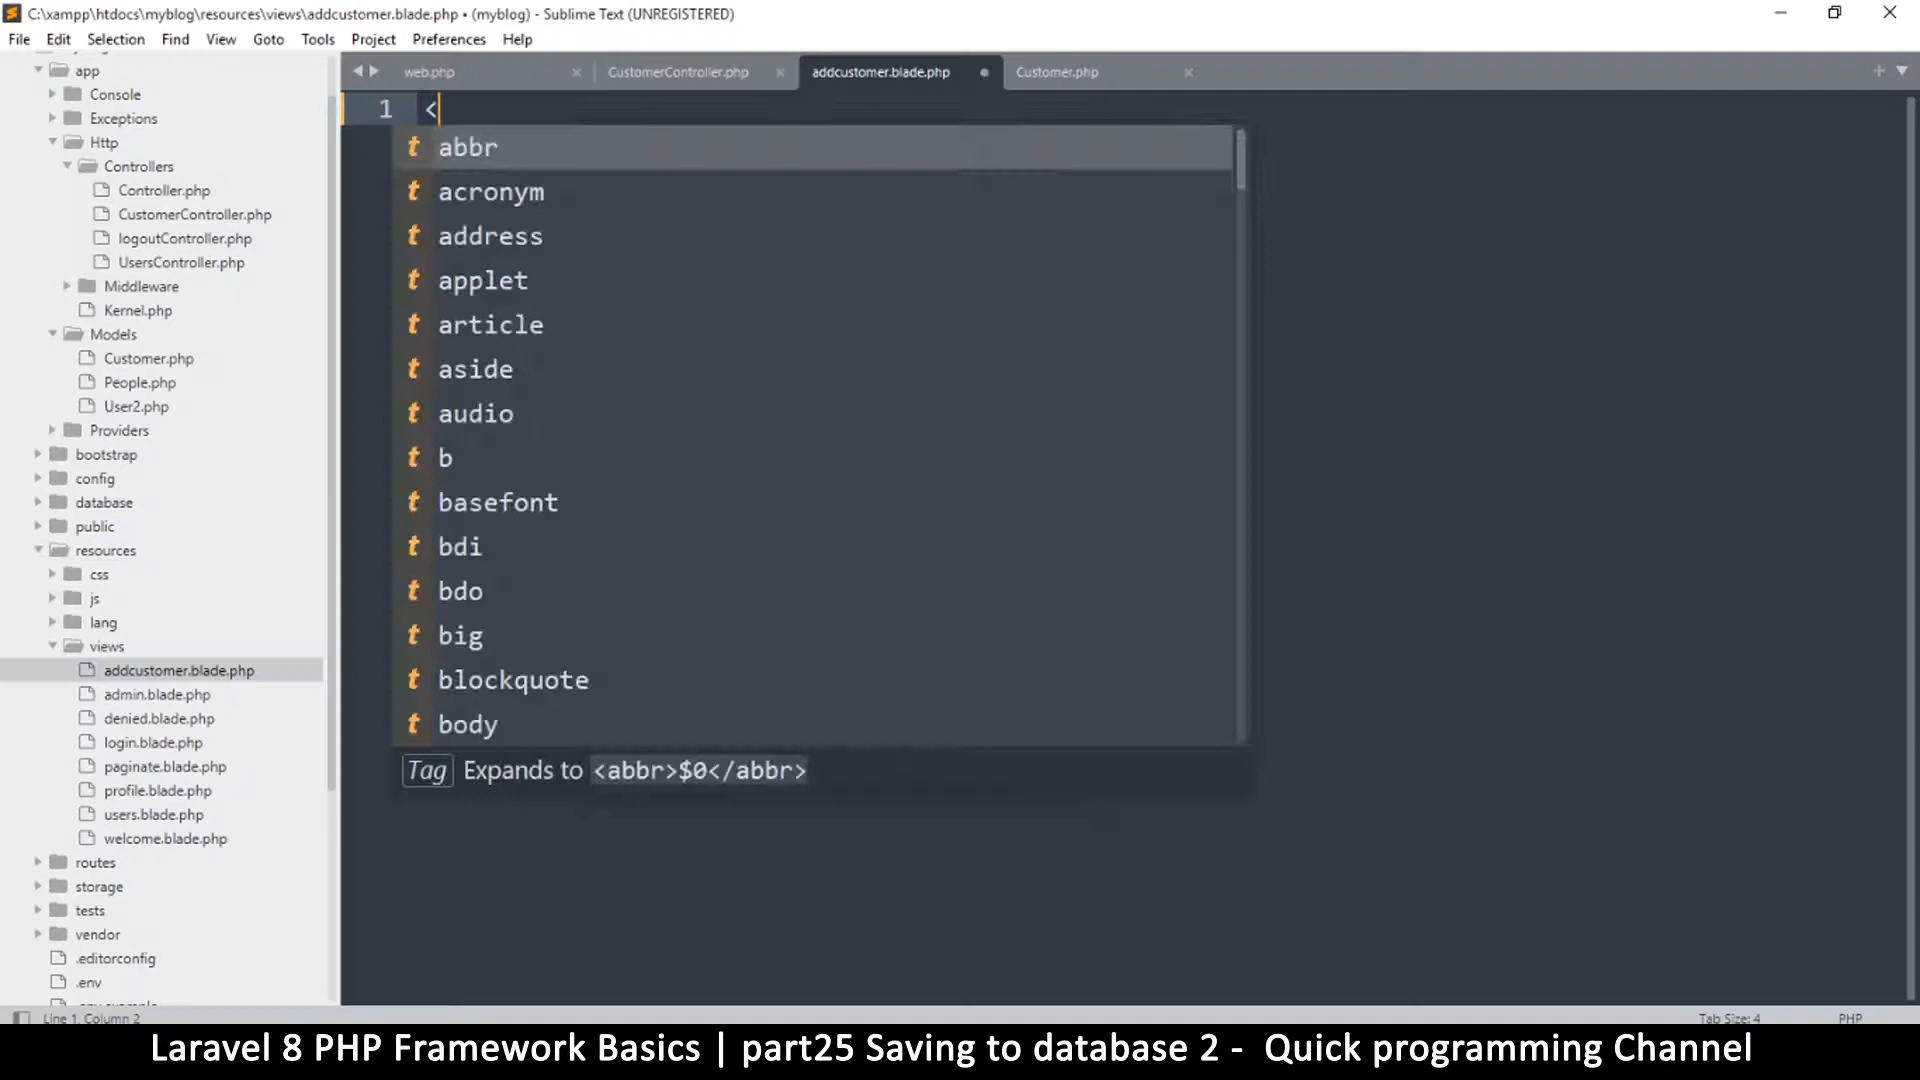 C:\xampp\htdocs\myblog\resources\views\addcustomer.blade.php • (myblog) - Sublime Text (UNREGISTERED)
File Edit Selection Find View Goto Tools Project Preferences Help
web.php CustomerController.php addcustomer.blade.php Customer.php
app
Console
Exceptions
Http
Controllers
Controller.php
CustomerController.php
logoutController.php
UsersController.php
Middleware
Kernel.php
Models
Customer.php
People.php
User2.php
Providers
bootstrap
config
database
public
resources
css
js
lang
views
addcustomer.blade.php
admin.blade.php
denied.blade.php
login.blade.php
paginate.blade.php
profile.blade.php
users.blade.php
welcome.blade.php
routes
storage
tests
vendor
.editorconfig
.env
1 <
t abbr
t acronym
t address
t applet
t article
t aside
t audio
t b
t basefont
t bdi
t bdo
t big
t blockquote
t body
Tag Expands to <abbr>$0</abbr>
Line 1, Column 2 Tab Size: 4 PHP
Laravel 8 PHP Framework Basics | part25 Saving to database 2 - Quick programming Channel